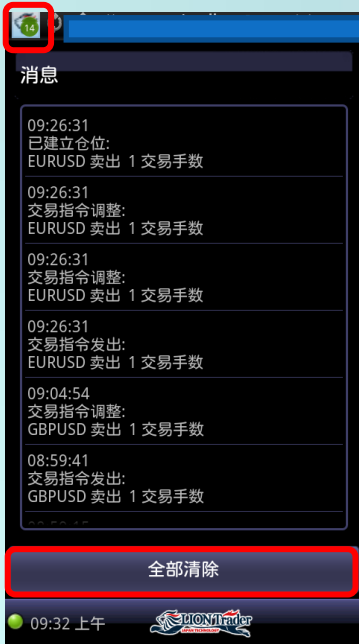 14
消息
09:26:31
已建立仓位:
EURUSD 卖出 1 交易手数
09:26:31
交易指令调整:
EURUSD 卖出 1 交易手数
09:26:31
交易指令调整:
EURUSD 卖出 1 交易手数
09:26:31
交易指令发出:
EURUSD 卖出 1 交易手数
09:04:54
交易指令调整:
GBPUSD 卖出 1 交易手数
08:59:41
交易指令发出:
GBPUSD 卖出 1 交易手数
全部清除
09:32 上午
LION Trader
JAPAN TECHNOLOGY